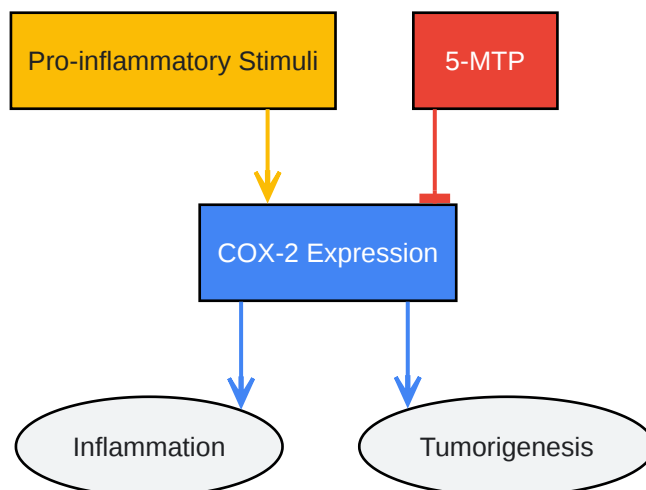 Pro-inflammatory Stimuli
5-MTP
COX-2 Expression
Inflammation
Tumorigenesis